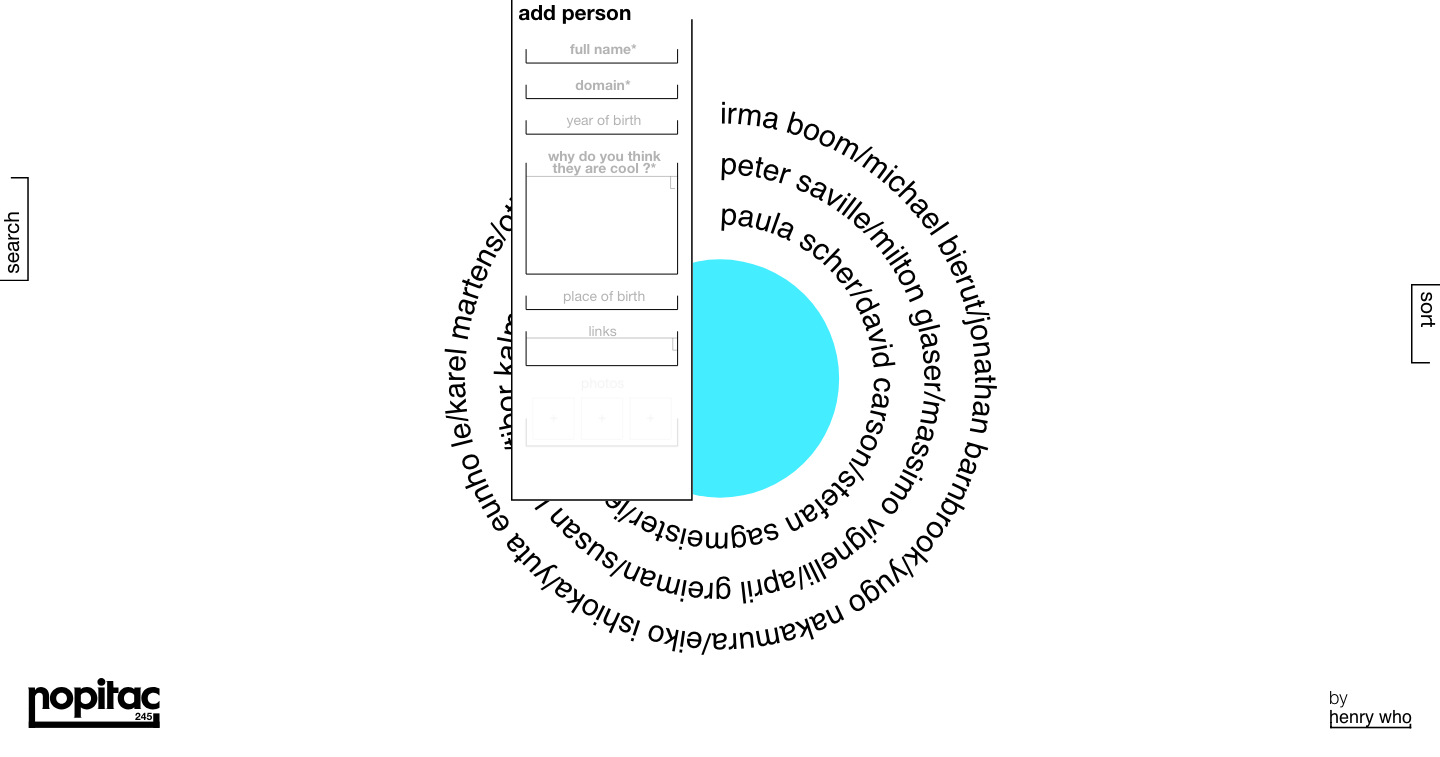 add person
full name*
domain*
year of birth
why do you think
they are cool ?*
place of birth
links
photos
search
sort
irma boom/michael bierut/jonathan barnbrook/yugo nakamura/eiko ishioka/yuta eunho le/karel martens/
peter saville/milton glaser/massimo vignelli/april greiman/susan
paula scher/david carson/stefan sagmeister/
tibor
nopitac
245
by
henry who